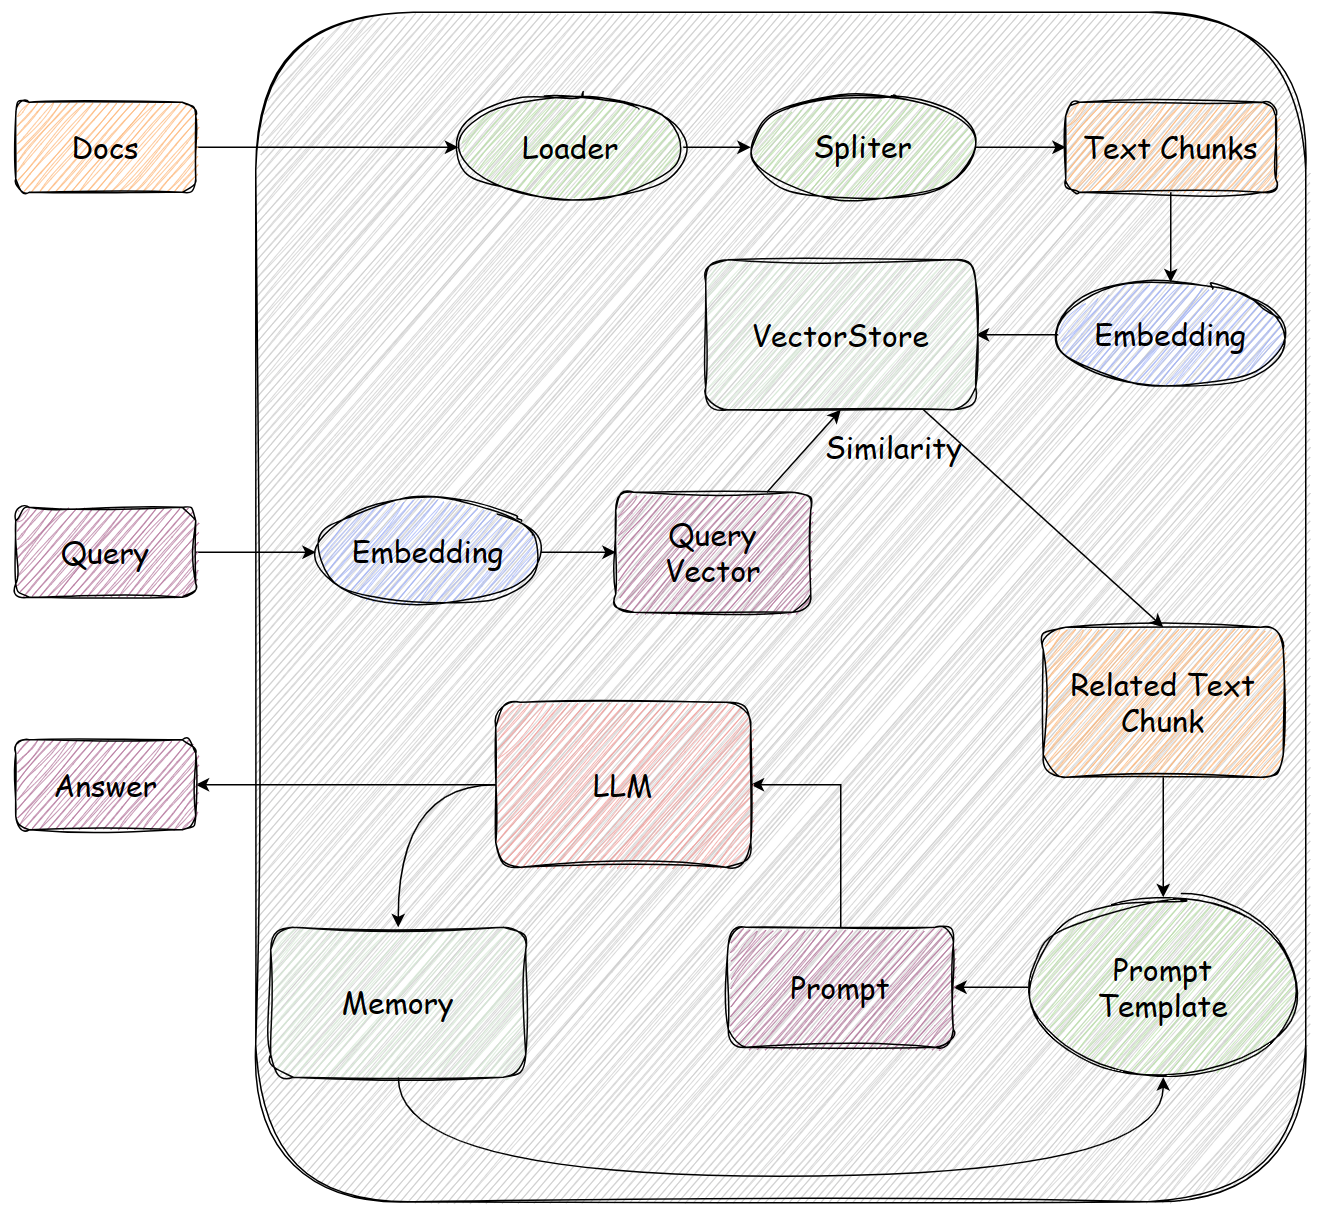 Docs
Loader
Spliter
Text Chunks
VectorStore
Embedding
Similarity
Query
Embedding
Query
Vector
Related Text
Chunk
Answer
LLM
Memory
Prompt
Prompt
Template